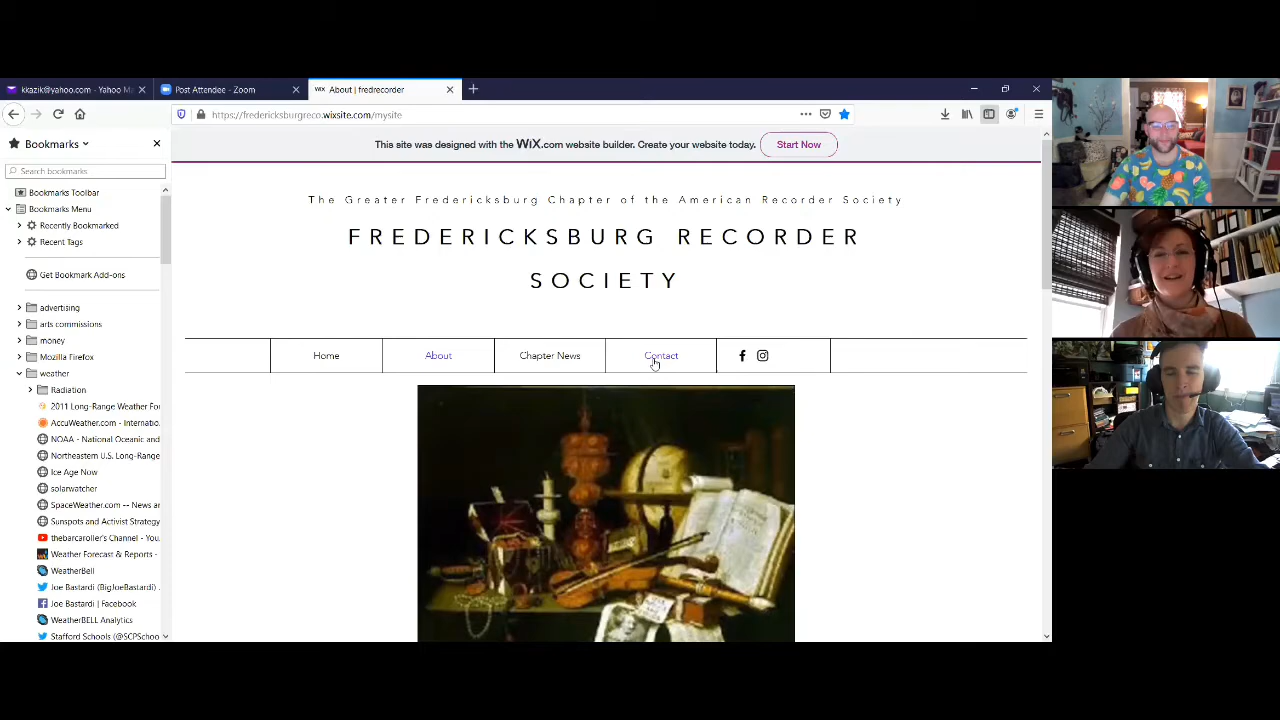 kkazik@yahoo.com - Yahoo Ma
Post Attendee - Zoom
WIX About | fredrecorder
https://fredericksburgreco.wixsite.com/mysite
Bookmarks
This site was designed with the WiX.com website builder. Create your website today.
Start Now
Search bookmarks
Bookmarks Toolbar
Bookmarks Menu
Recently Bookmarked
Recent Tags
Get Bookmark Add-ons
advertising
arts commissions
money
Mozilla Firefox
weather
Radiation
2011 Long-Range Weather Fo
AccuWeather.com - Internatio
NOAA - National Oceanic and
Northeastern U.S. Long-Range
Ice Age Now
solarwatcher
SpaceWeather.com -- News ar
Sunspots and Activist Strategy
thebarcaroller's Channel - You
Weather Forecast & Reports -
WeatherBell
Joe Bastardi (BigJoeBastardi)
Joe Bastardi | Facebook
WeatherBELL Analytics
Stafford Schools (@SCPSchoo
The Greater Fredericksburg Chapter of the American Recorder Society
FREDERICKSBURG RECORDER
SOCIETY
Home
About
Chapter News
Contact